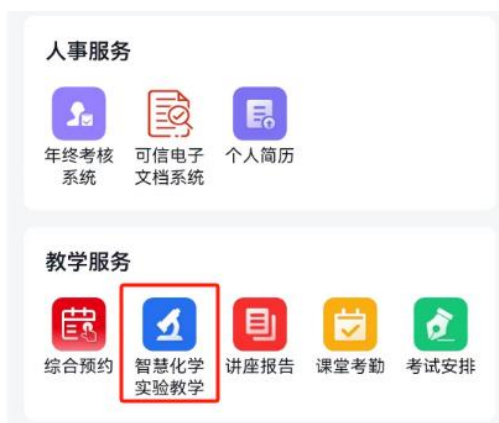 人事服务
年终考核 可信电子 个人简历
系统 文档系统
教学服务
综合预约 智慧化学 讲座报告 课堂考勤 考试安排
实验教学